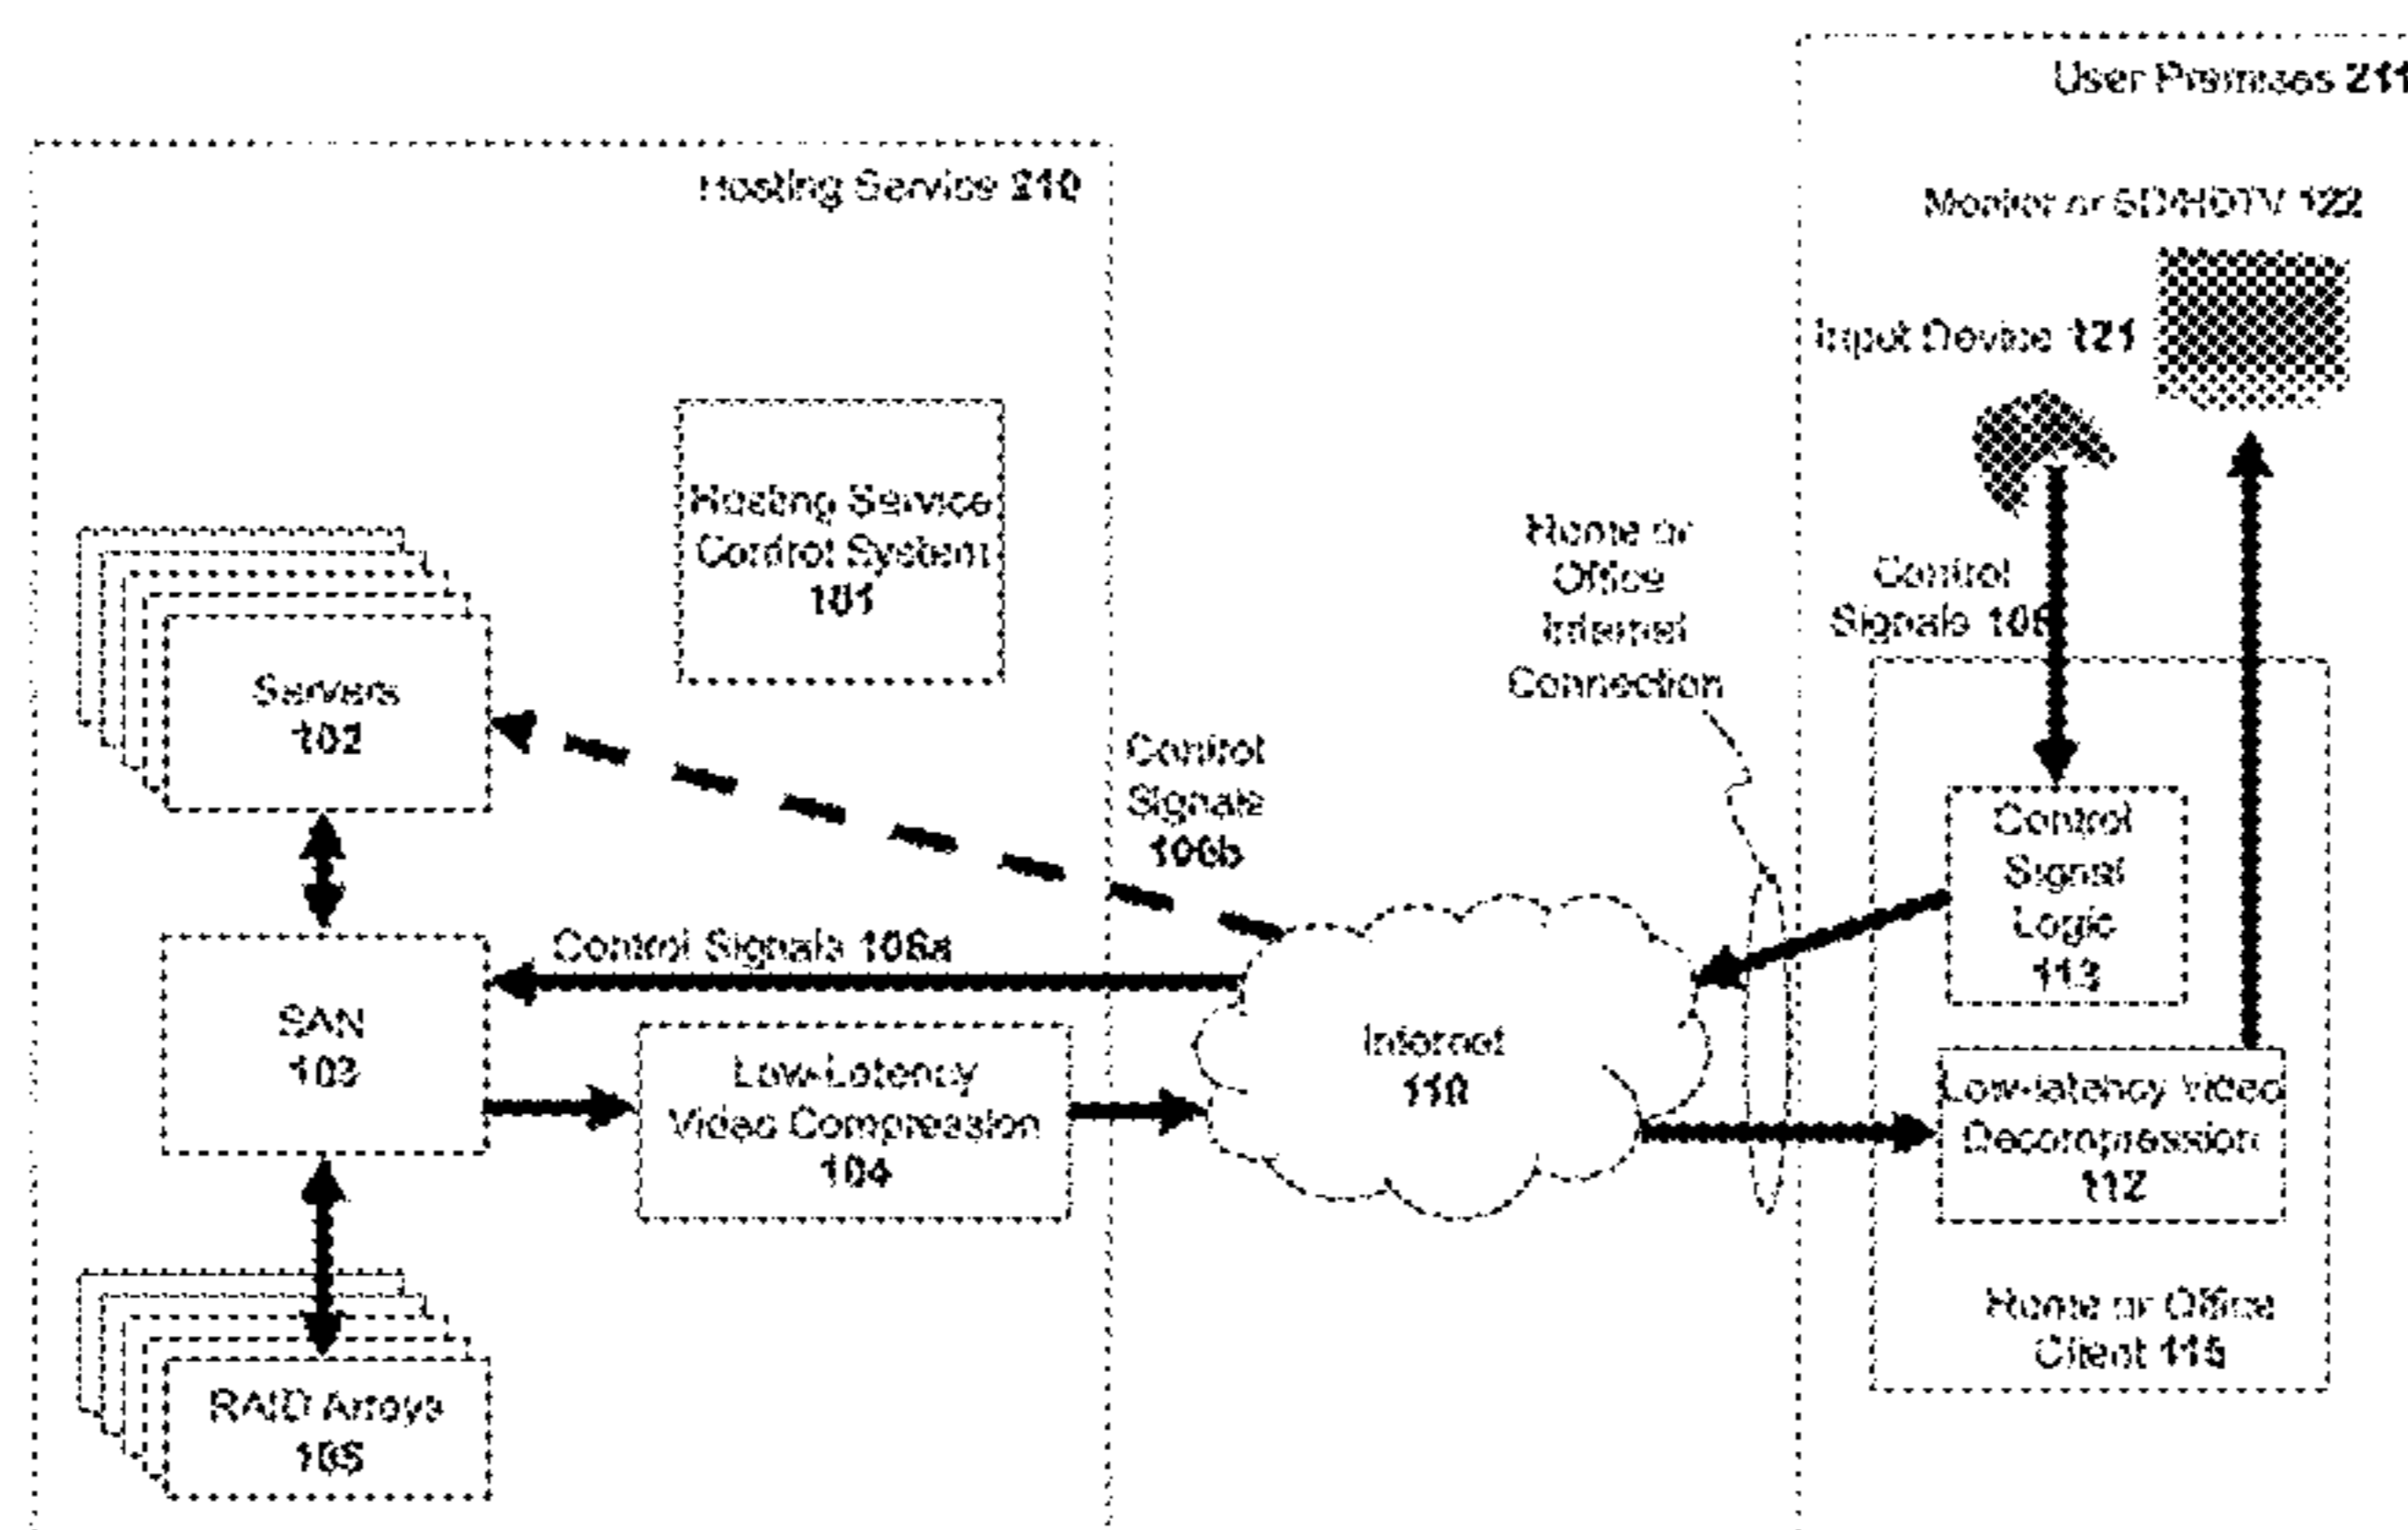 User Premises 211
Hosting Service 210
Monitor or SD/HDTV 122
Input Device 121
Hosting Service
Control System
101
Home or
Office
Internet
Connection
Control
Signals 106
Servers
102
Control
Signals
106b
Control
Signal
Logic
113
Control Signals 106a
SAN
103
Low-Latency
Video Compression
104
Internet
110
Low-latency Video
Decompression
112
Home or Office
Client 115
RAID Arrays
105